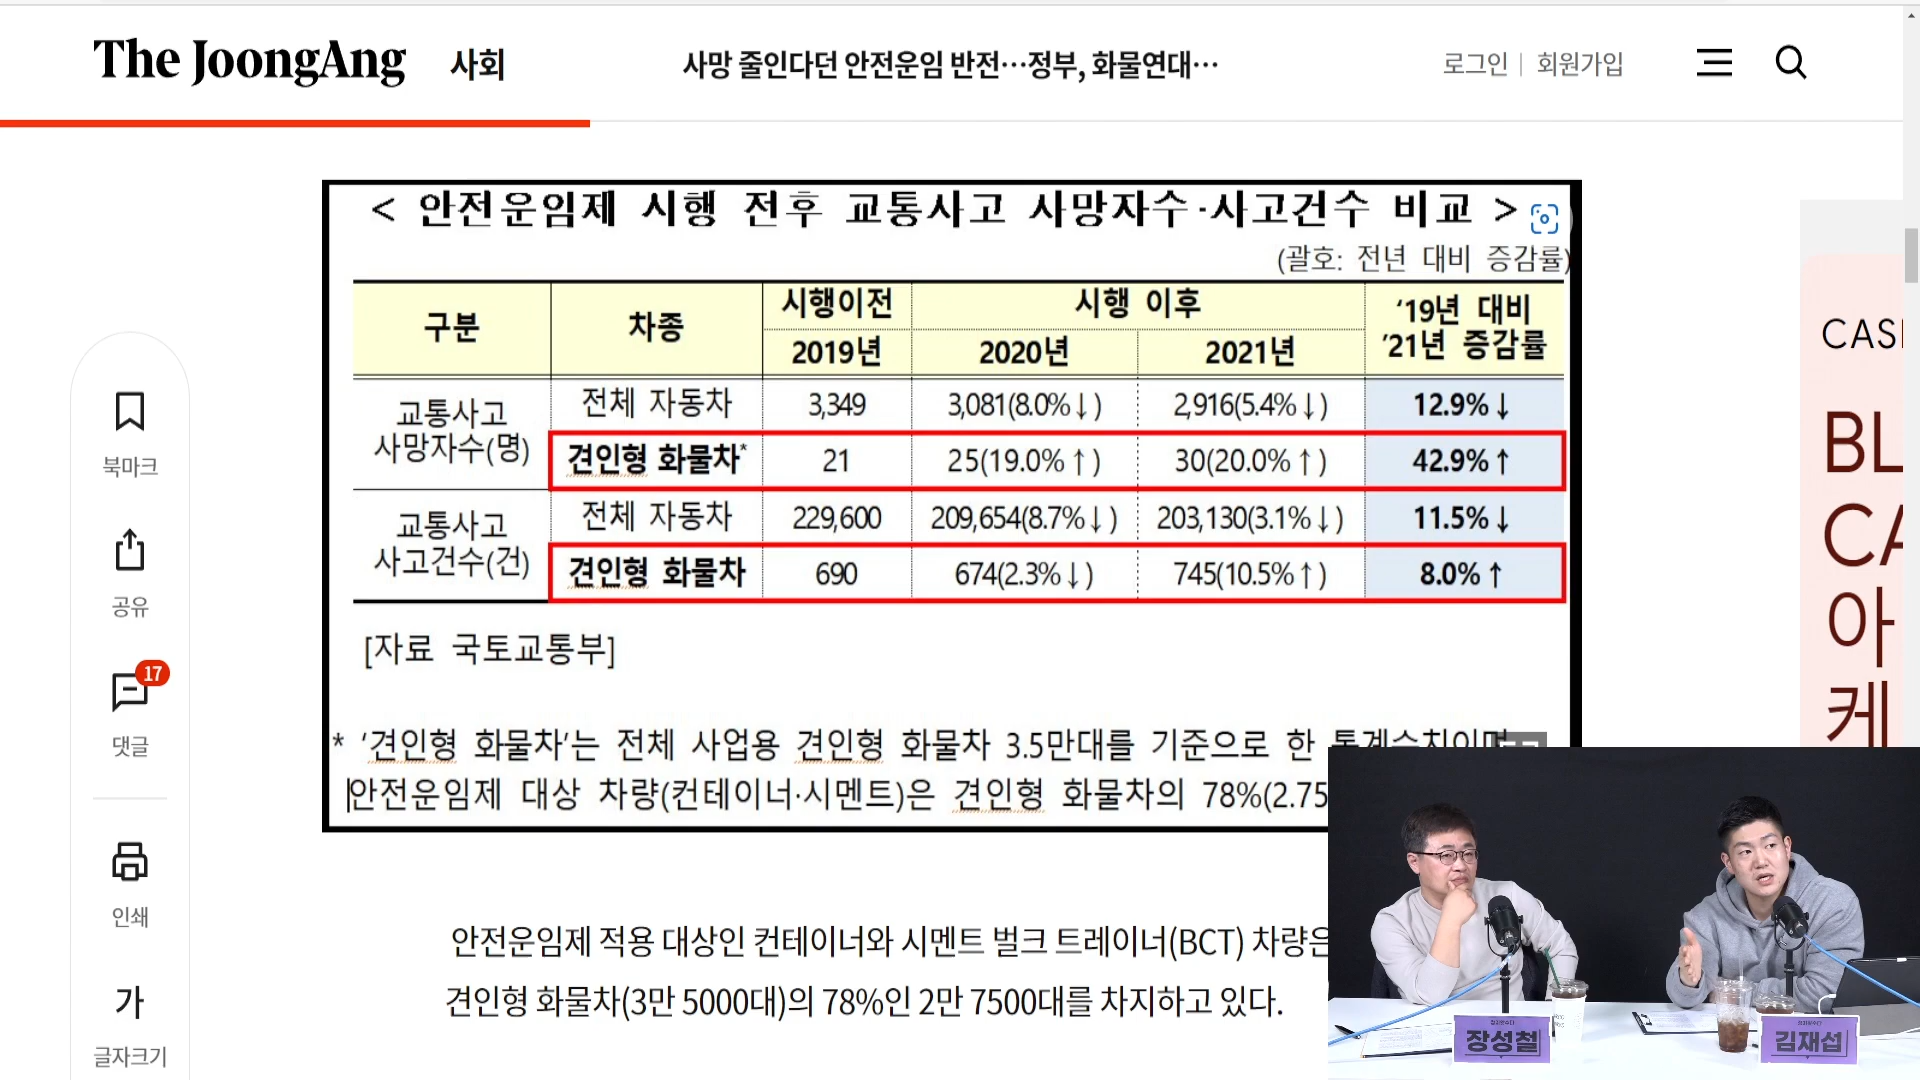 The JoongAng 사회 사망 줄인다던 안전운임 반전…정부, 화물연대… 로그인 | 회원가입
< 안전운임제 시행 전후 교통사고 사망자수·사고건수 비교 >
(괄호: 전년 대비 증감률)
구분 차종 시행이전 시행 이후 '19년 대비
2019년 2020년 2021년 '21년 증감률
교통사고 사망자수(명) 전체 자동차 3,349 3,081(8.0%↓) 2,916(5.4%↓) 12.9%↓
견인형 화물차* 21 25(19.0%↑) 30(20.0%↑) 42.9%↑
교통사고 사고건수(건) 전체 자동차 229,600 209,654(8.7%↓) 203,130(3.1%↓) 11.5%↓
견인형 화물차 690 674(2.3%↓) 745(10.5%↑) 8.0%↑
[자료 국토교통부]
* '견인형 화물차'는 전체 사업용 견인형 화물차 3.5만대를 기준으로 한 통계수치이며
안전운임제 대상 차량(컨테이너·시멘트)은 견인형 화물차의 78%(2.75
안전운임제 적용 대상인 컨테이너와 시멘트 벌크 트레이너(BCT) 차량은
견인형 화물차(3만 5000대)의 78%인 2만 7500대를 차지하고 있다.
북마크
공유
17
댓글
인쇄
가
글자크기
CAS
BL
CA
아
케
장성철
김재섭